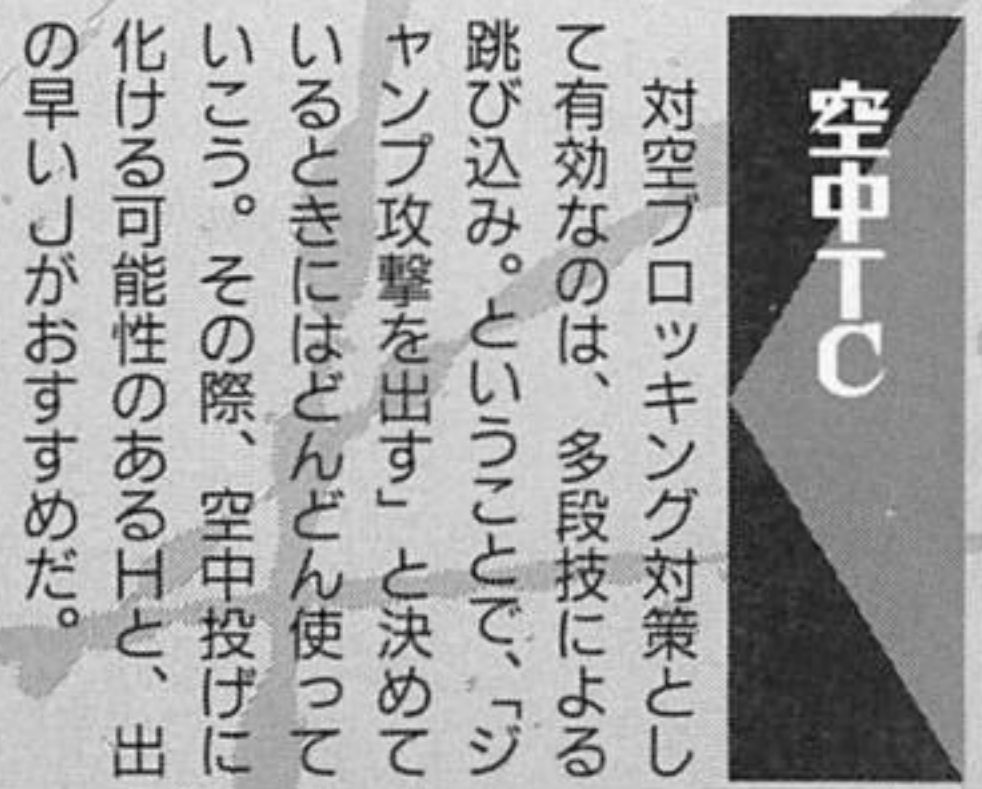 空中TC
対空ブロッキング対策とし
て有効なのは、多段技による
跳び込み。ということで、「ジ
ャンプ攻撃を出す」と決めて
いるときにはどんどん使って
いこう。その際、空中投げに
化ける可能性のあるHと、出
の早いJがおすすめだ。